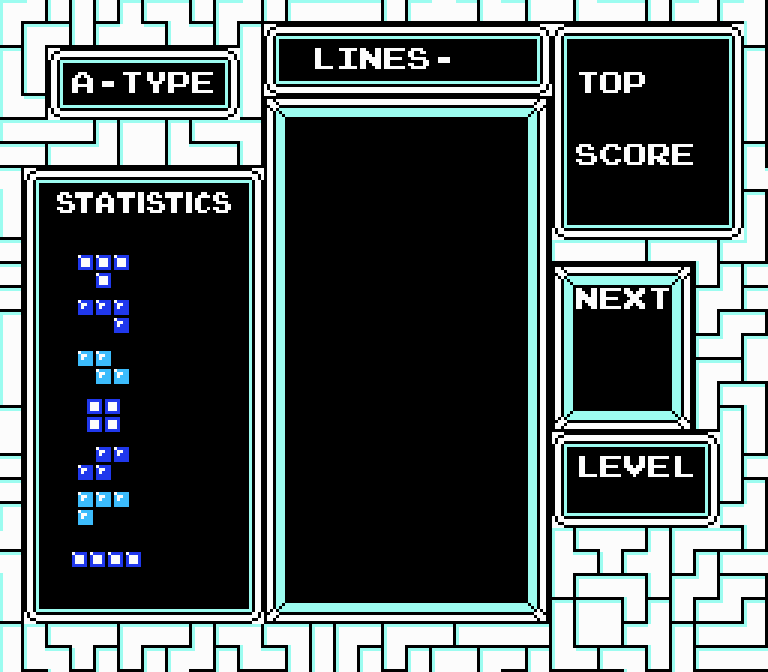 LINES-
A-TYPE
TOP
SCORE
STATISTICS
NEXT
LEVEL